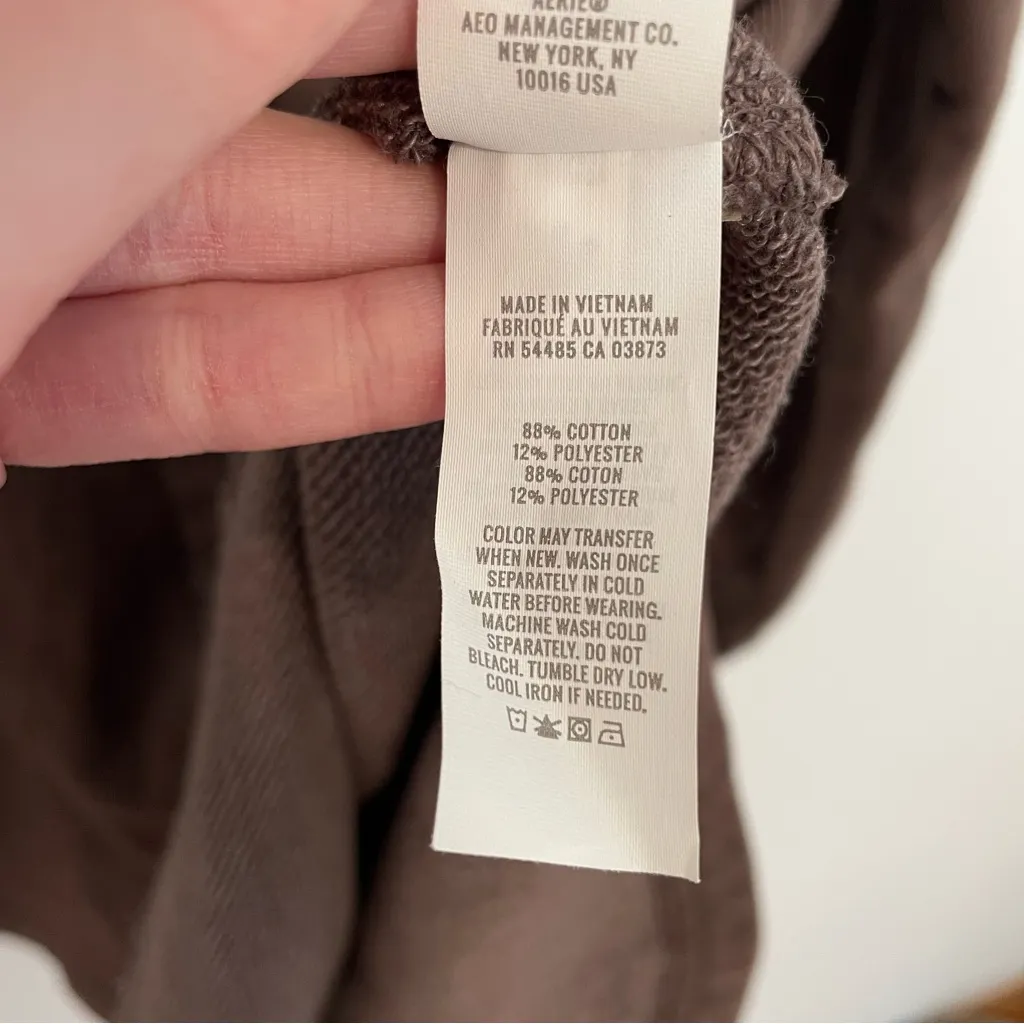 AERIE®
AEO MANAGEMENT CO.
NEW YORK, NY
10016 USA
MADE IN VIETNAM
FABRIQUÉ AU VIETNAM
RN 54485 CA 03873
88% COTTON
12% POLYESTER
88% COTON
12% POLYESTER
COLOR MAY TRANSFER
WHEN NEW. WASH ONCE
SEPARATELY IN COLD
WATER BEFORE WEARING.
MACHINE WASH COLD
SEPARATELY. DO NOT
BLEACH. TUMBLE DRY LOW.
COOL IRON IF NEEDED.